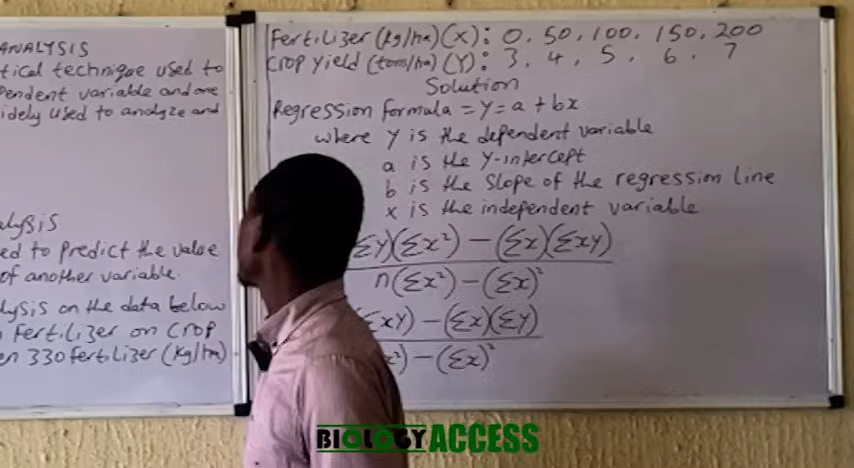 ANALYSIS
tical technique used to
pendent variable and one
idely used to analyze and
alysis
ed to predict the value
of another variable.
lysis on the data below
Fertilizer on Crop
en 330 fertilizer (kg/ha)
Fertilizer (kg/ha) (X) : 0, 50, 100, 150, 200
Crop yield (tons/ha) (Y) : 3, 4, 5, 6, 7
Solution
Regression formula = y = a + bx
where y is the dependent variable
a is the y-intercept
b is the slope of the regression line
x is the independent variable
Σy)(Σx²) - (Σx)(Σxy)
n(Σx²) - (Σx)²
Σxy) - (Σx)(Σy)
x²) - (Σx)²
BIOLOGY ACCESS